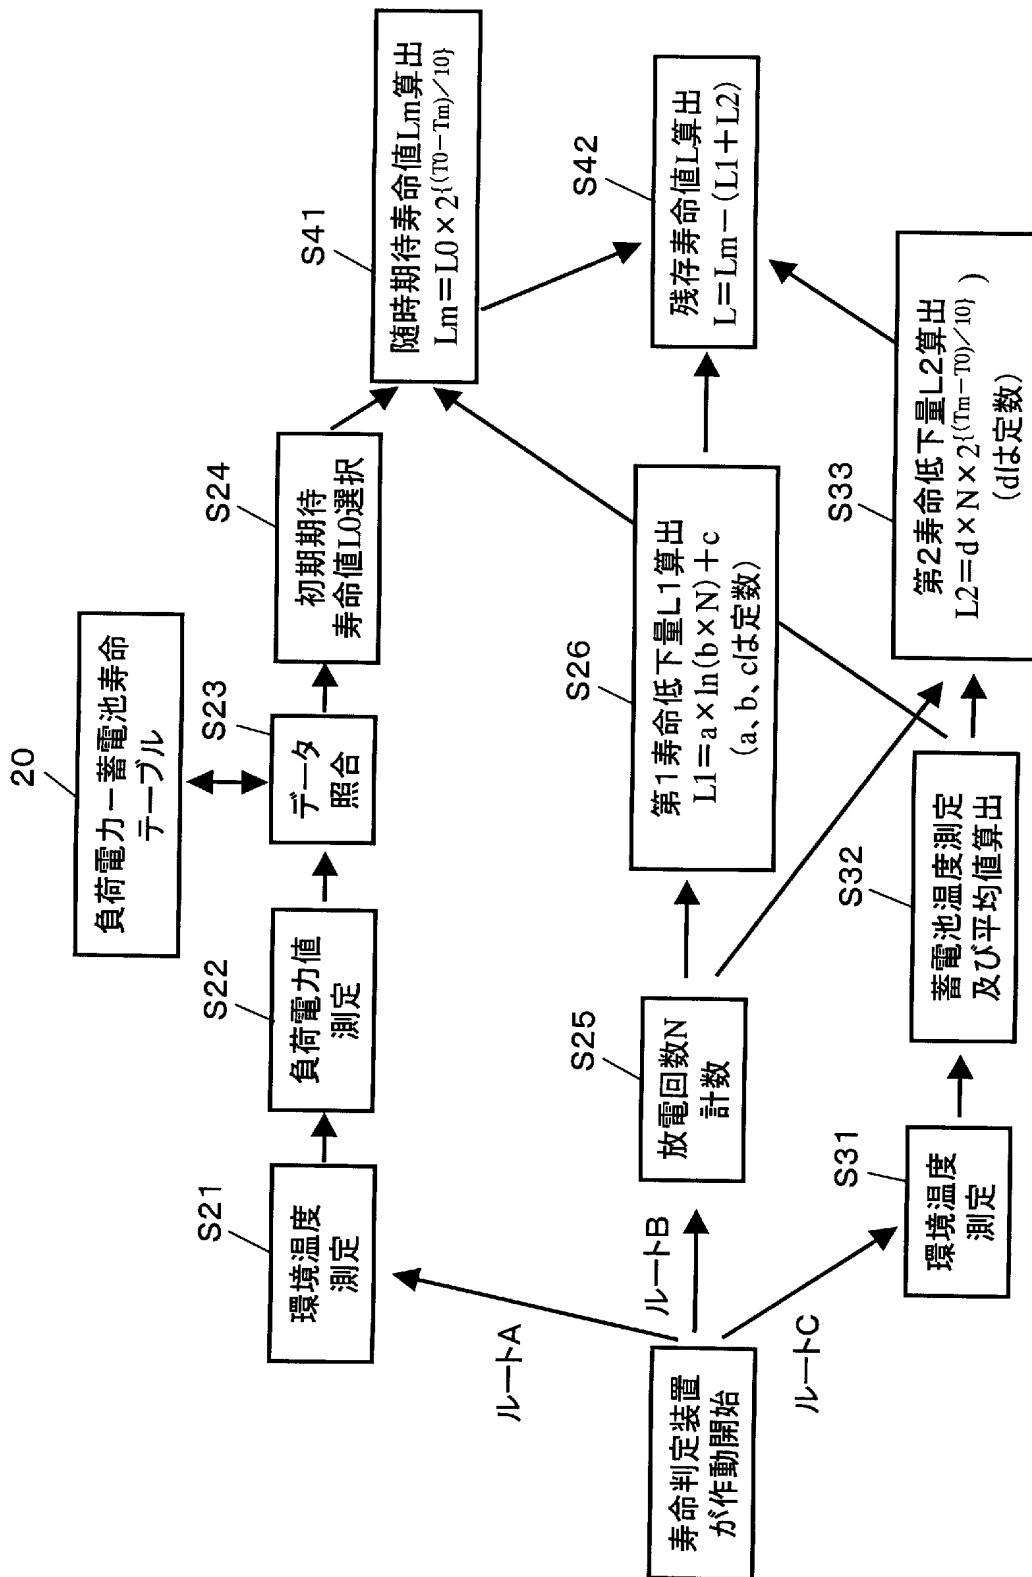 寿命判定装置
が作動開始
ルートA
ルートB
ルートC
S21
環境温度
測定
S22
負荷電力値
測定
S23
データ
照合
20
負荷電力ー蓄電池寿命
テーブル
S24
初期期待
寿命値L0選択
S41
随時期待寿命値Lm算出
Lm=L0×2{(T0-Tm)/10}
S25
放電回数N
計数
S26
第1寿命低下量L1算出
L1=a×ln(b×N)+c
(a、b、cは定数)
S42
残存寿命値L算出
L=Lm-(L1+L2)
S31
環境温度
測定
S32
蓄電池温度測定
及び平均値算出
S33
第2寿命低下量L2算出
L2=d×N×2{(Tm-T0)/10})
(dは定数)